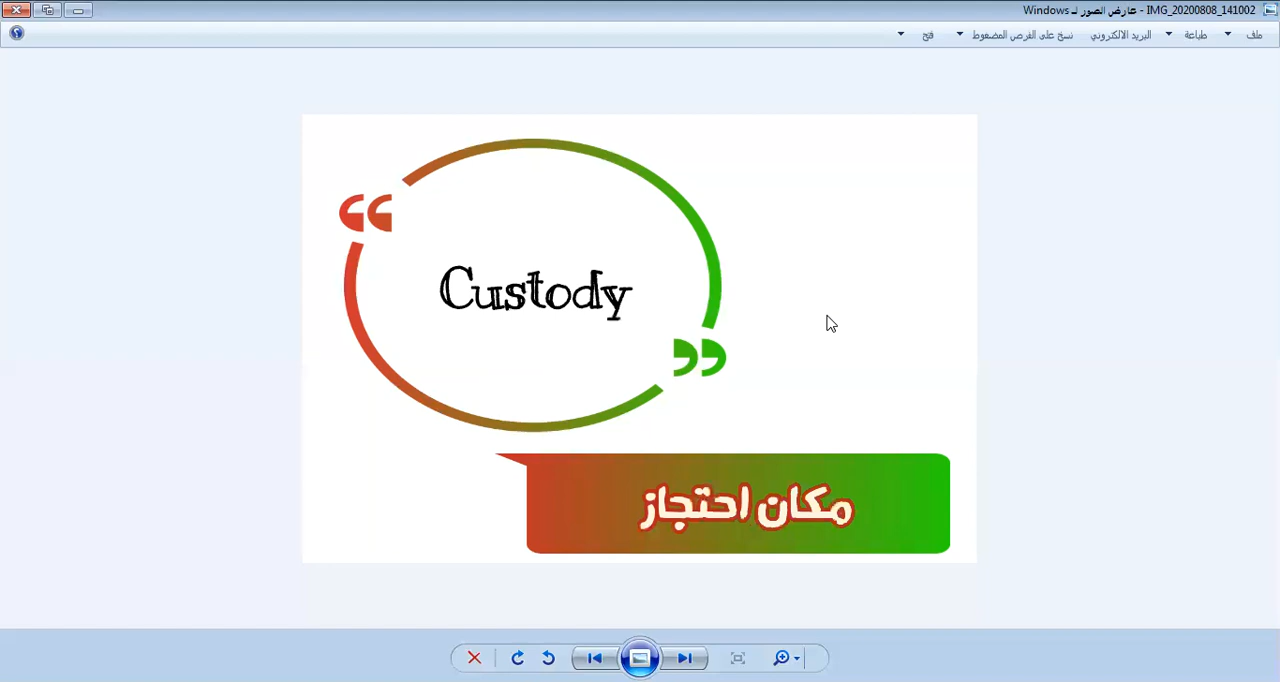 IMG_20200808_141002 - عارض الصور لـ Windows
ملف طباعة البريد الالكتروني نسخ على القرص المضغوط فتح
“
Custody
”
مكان احتجاز